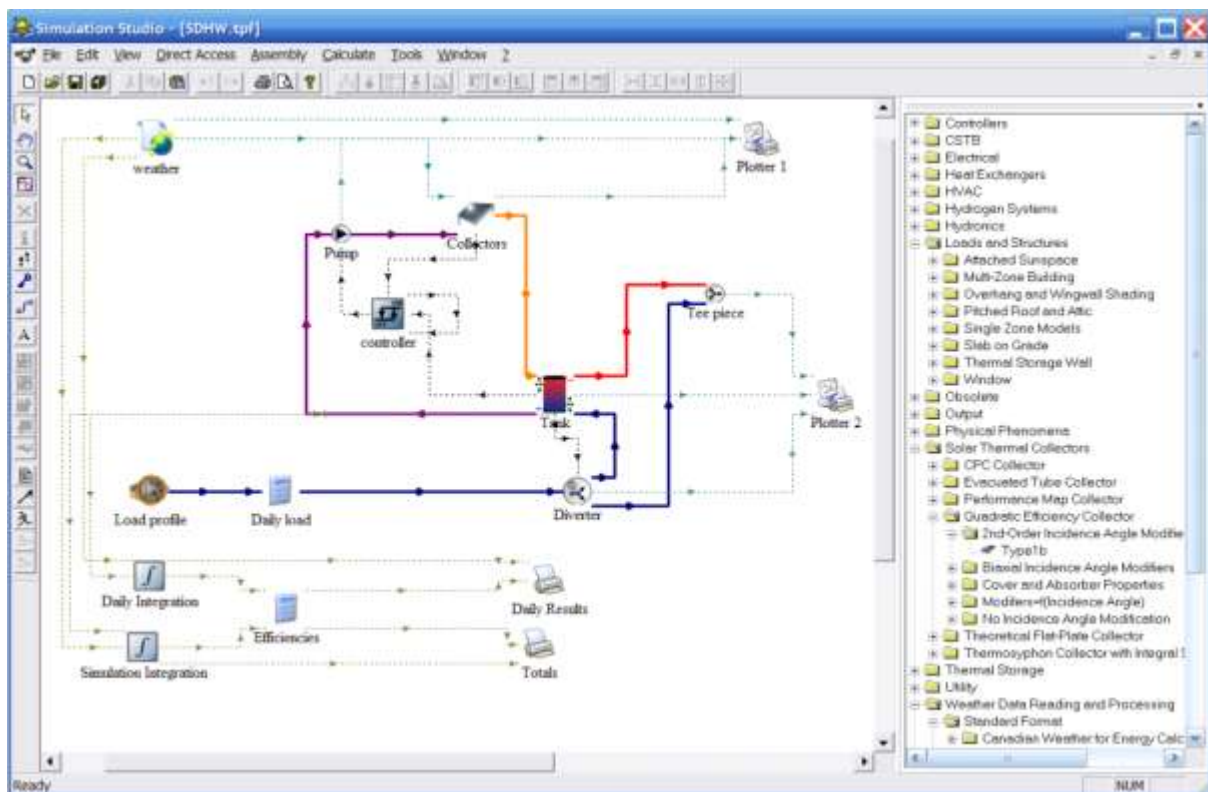 Simulation Studio - [SDHW.tpf]
File Edit View Direct Access Assembly Calculate Tools Window ?
weather
Plotter 1
Pump
Collectors
controller
Tee piece
Tank
Plotter 2
Load profile
Daily load
Diverter
Daily Integration
Efficiencies
Daily Results
Simulation Integration
Totals
Controllers
CSTB
Electrical
Heat Exchangers
HVAC
Hydrogen Systems
Hydronics
Loads and Structures
Attached Sunspace
Multi-Zone Building
Overhang and Wingwall Shading
Pitched Roof and Attic
Single Zone Models
Slab on Grade
Thermal Storage Wall
Window
Obsolete
Output
Physical Phenomena
Solar Thermal Collectors
CPC Collector
Evacuated Tube Collector
Performance Map Collector
Quadratic Efficiency Collector
2nd-Order Incidence Angle Modifie
Type1b
Biaxial Incidence Angle Modifiers
Cover and Absorber Properties
Modifers=f(Incidence Angle)
No Incidence Angle Modification
Theoretical Flat-Plate Collector
Thermosyphon Collector with Integral S
Thermal Storage
Utility
Weather Data Reading and Processing
Standard Format
Canadian Weather for Energy Calc
Ready
NUM